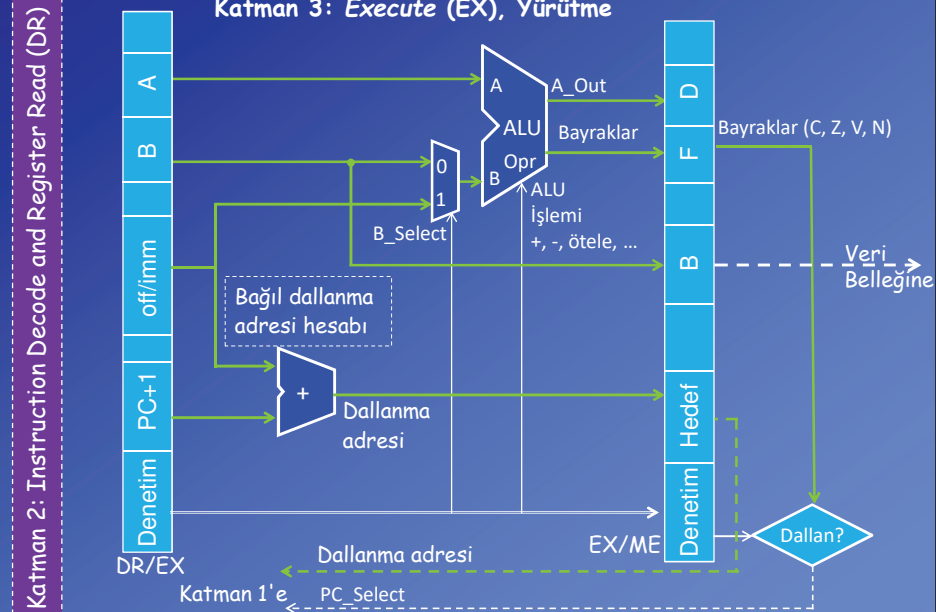 Katman 3: Execute (EX), Yürütme
Katman 2: Instruction Decode and Register Read (DR)
A
B
off/imm
PC+1
Denetim
DR/EX
0
1
B_Select
A
ALU
Opr
B
A_Out
Bayraklar
ALU
İşlemi
+, -, ötele, ...
Bağıl dallanma
adresi hesabı
+
Dallanma
adresi
D
F
B
Hedef
Denetim
EX/ME
Bayraklar (C, Z, V, N)
Veri
Belleğine
Dallan?
Dallanma adresi
Katman 1'e
PC_Select